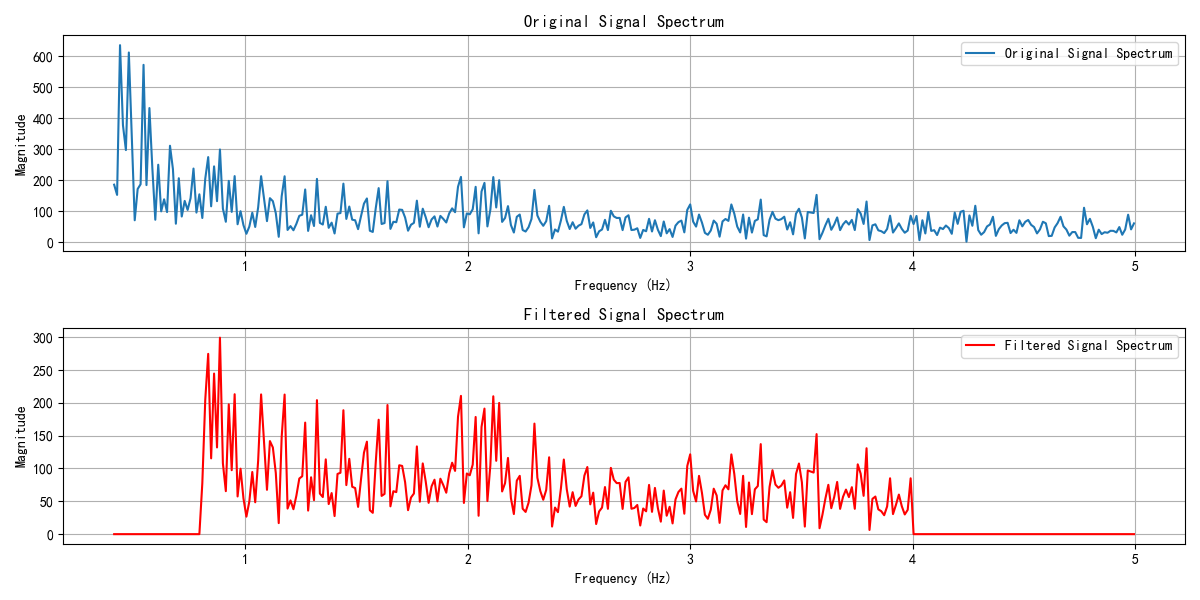 Original Signal Spectrum
Original Signal Spectrum
600
500
400
300
200
100
0
Magnitude
1 2 3 4 5
Frequency (Hz)
Filtered Signal Spectrum
Filtered Signal Spectrum
300
250
200
150
100
50
0
Magnitude
1 2 3 4 5
Frequency (Hz)